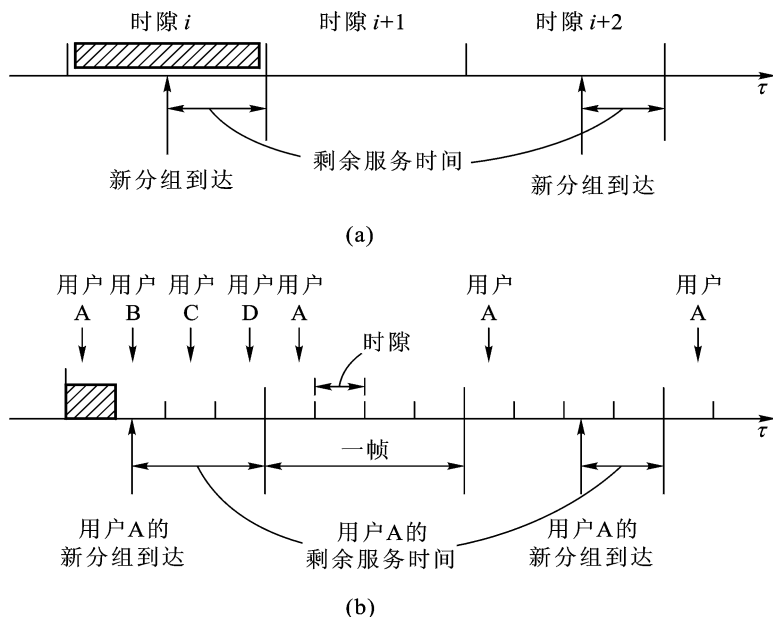 时隙 i
时隙 i+1
时隙 i+2
τ
剩余服务时间
新分组到达
新分组到达
(a)
用户 用户 用户 用户 用户 用户 用户
A B C D A A A
时隙
τ
一帧
用户A的
新分组到达
用户A的
剩余服务时间
用户A的
新分组到达
(b)